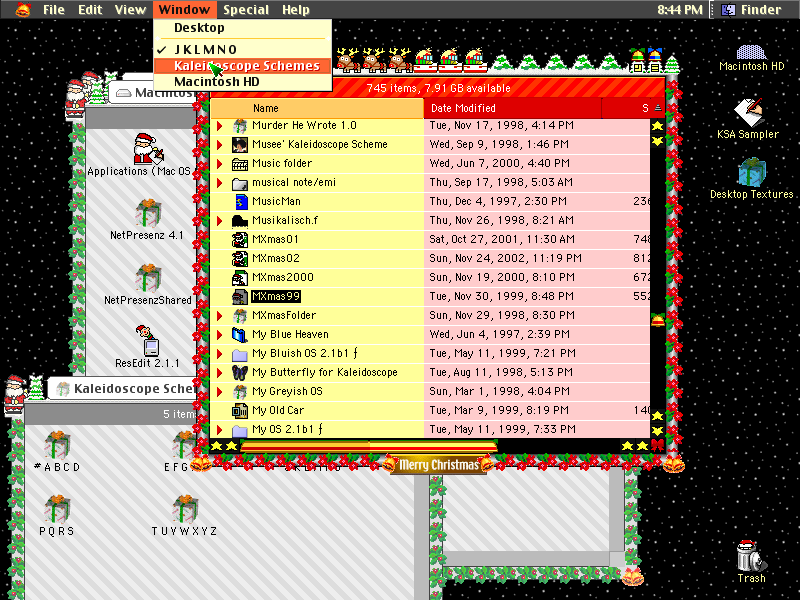 File Edit View Window Special Help 8:44 PM Finder
Desktop
J K L M N O
Kaleidoscope Schemes
Macintosh HD
Macintosh HD
KSA Sampler
Desktop Textures
Trash
Macintos
Applications (Mac OS
NetPresenz 4.1
NetPresenzShared
ResEdit 2.1.1
745 items, 7.91 GB available
Name Date Modified S
Murder He Wrote 1.0 Tue, Nov 17, 1998, 4:14 PM
Musee' Kaleidoscope Scheme Wed, Sep 9, 1998, 1:46 PM
Music folder Wed, Jun 7, 2000, 4:40 PM
musical note/emi Thu, Sep 17, 1998, 5:03 AM
MusicMan Thu, Dec 4, 1997, 2:30 PM 236
Musikalisch.f Thu, Nov 26, 1998, 8:21 AM
MXmas01 Sat, Oct 27, 2001, 11:30 AM 748
MXmas02 Sun, Nov 24, 2002, 11:19 PM 812
MXmas2000 Sun, Nov 19, 2000, 8:10 PM 672
MXmas99 Tue, Nov 30, 1999, 8:48 PM 552
MXmasFolder Sun, Nov 29, 1998, 8:30 PM
My Blue Heaven Wed, Jun 4, 1997, 2:39 PM
My Bluish OS 2.1b1 ƒ Tue, May 11, 1999, 7:21 PM
My Butterfly for Kaleidoscope Tue, Aug 11, 1998, 5:13 PM
My Greyish OS Sun, Mar 1, 1998, 4:04 PM
My Old Car Tue, Mar 9, 1999, 8:19 PM 140
My OS 2.1b1 ƒ Tue, May 11, 1999, 7:33 PM
Merry Christmas
Kaleidoscope Scher
5 item
#ABCD
EFG
PQRS
TUVWXYZ